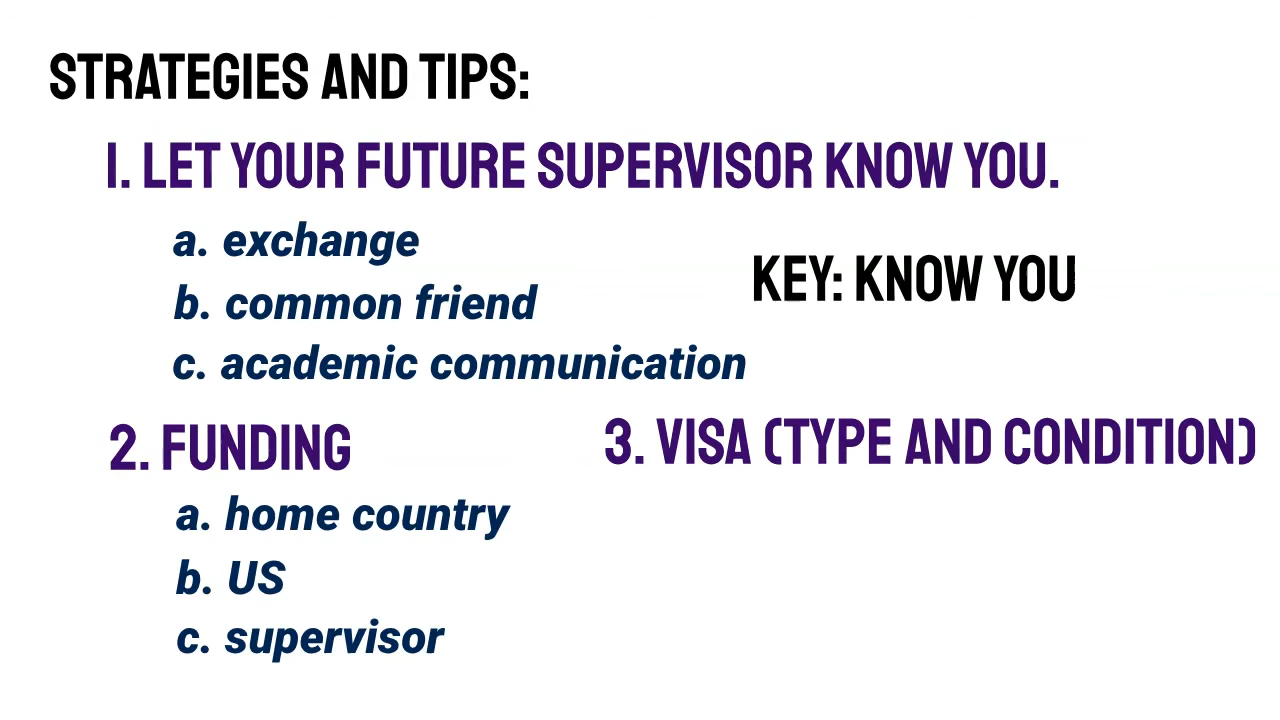 STRATEGIES AND TIPS:
1. LET YOUR FUTURE SUPERVISOR KNOW YOU.
a. exchange
b. common friend
c. academic communication
KEY: KNOW YOU
2. FUNDING
a. home country
b. US
c. supervisor
3. VISA (TYPE AND CONDITION)